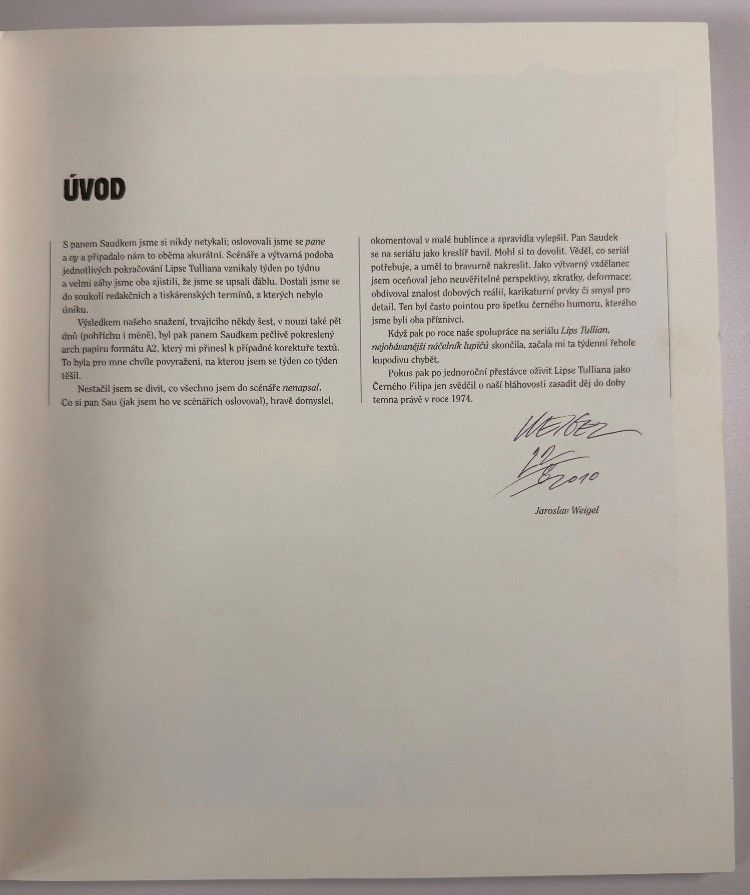 ÚVOD
S panem Saudkem jsme si nikdy netykali; oslovovali jsme se pane
a vy a připadalo nám to oběma akurátní. Scénáře a výtvarná podoba
jednotlivých pokračování Lipse Tulliana vznikaly týden po týdnu
a velmi záhy jsme oba zjistili, že jsme se upsali ďáblu. Dostali jsme se
do soukolí redakčních a tiskárenských termínů, z kterých nebylo
úniku.
Výsledkem našeho snažení, trvajícího někdy šest, v nouzi také pět
dnů (pohříchu i méně), byl pak panem Saudkem pečlivě pokreslený
arch papíru formátu A2, který mi přinesl k případné korektuře textů.
To byla pro mne chvíle povyražení, na kterou jsem se týden co týden
těšil.
Nestačil jsem se divit, co všechno jsem do scénáře nenapsal.
Co si pan Sau (jak jsem ho ve scénářích oslovoval), hravě domyslel,
okomentoval v malé bublince a zpravidla vylepšil. Pan Saudek
se na seriálu jako kreslíř bavil. Mohl si to dovolit. Věděl, co seriál
potřebuje, a uměl to bravurně nakreslit. Jako výtvarný vzdělanec
jsem oceňoval jeho neuvěřitelné perspektivy, zkratky, deformace;
obdivoval znalost dobových reálií, karikaturní prvky či smysl pro
detail. Ten byl často pointou pro špetku černého humoru, kterého
jsme byli oba příznivci.
Když pak po roce naše spolupráce na seriálu Lips Tullian,
nejobávanější náčelník lupičů skončila, začala mi ta týdenní řehole
kupodivu chybět.
Pokus pak po jednoroční přestávce oživit Lipse Tulliana jako
Černého Filipa jen svědčil o naší bláhovosti zasadit děj do doby
temna právě v roce 1974.
WEIGEL
22/8 2010
Jaroslav Weigel